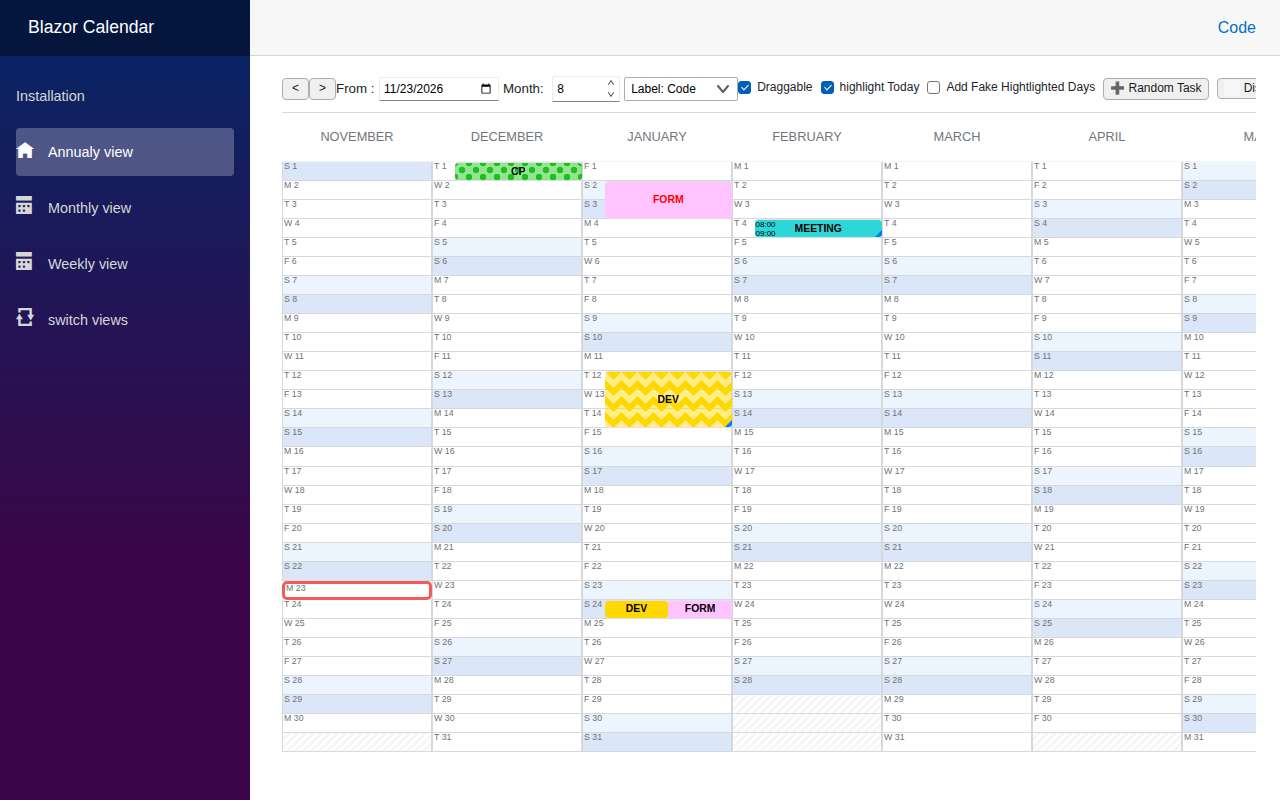 Blazor Calendar
Code
Installation
Annualy view
Monthly view
Weekly view
switch views
< > From : 11/23/2026 Month: 8 Label: Code Draggable highlight Today Add Fake Hightlighted Days ➕ Random Task
NOVEMBER DECEMBER JANUARY FEBRUARY MARCH APRIL
S 1 T 1 CP F 1 M 1 M 1 T 1 S 1
M 2 W 2 S 2 T 2 T 2 F 2 S 2
T 3 T 3 S 3 FORM W 3 W 3 S 3 M 3
W 4 F 4 M 4 T 4 08:00 09:00 MEETING T 4 S 4 T 4
T 5 S 5 T 5 F 5 F 5 M 5 W 5
F 6 S 6 W 6 S 6 S 6 T 6 T 6
S 7 M 7 T 7 S 7 S 7 W 7 F 7
S 8 T 8 F 8 M 8 M 8 T 8 S 8
M 9 W 9 S 9 T 9 T 9 F 9 S 9
T 10 T 10 S 10 W 10 W 10 S 10 M 10
W 11 F 11 M 11 T 11 T 11 S 11 T 11
T 12 S 12 T 12 F 12 F 12 M 12 W 12
F 13 S 13 W 13 DEV S 13 S 13 T 13 T 13
S 14 M 14 T 14 S 14 S 14 W 14 F 14
S 15 T 15 F 15 M 15 M 15 T 15 S 15
M 16 W 16 S 16 T 16 T 16 F 16 S 16
T 17 T 17 S 17 W 17 W 17 S 17 M 17
W 18 F 18 M 18 T 18 T 18 S 18 T 18
T 19 S 19 T 19 F 19 F 19 M 19 W 19
F 20 S 20 W 20 S 20 S 20 T 20 T 20
S 21 M 21 T 21 S 21 S 21 W 21 F 21
S 22 T 22 F 22 M 22 M 22 T 22 S 22
M 23 W 23 S 23 T 23 T 23 F 23 S 23
T 24 T 24 S 24 DEV FORM W 24 W 24 S 24 M 24
W 25 F 25 M 25 T 25 T 25 S 25 T 25
T 26 S 26 T 26 F 26 F 26 M 26 W 26
F 27 S 27 W 27 S 27 S 27 T 27 T 27
S 28 M 28 T 28 S 28 S 28 W 28 F 28
S 29 T 29 F 29 M 29 T 29 S 29
M 30 W 30 S 30 T 30 F 30 S 30
T 31 S 31 W 31 M 31